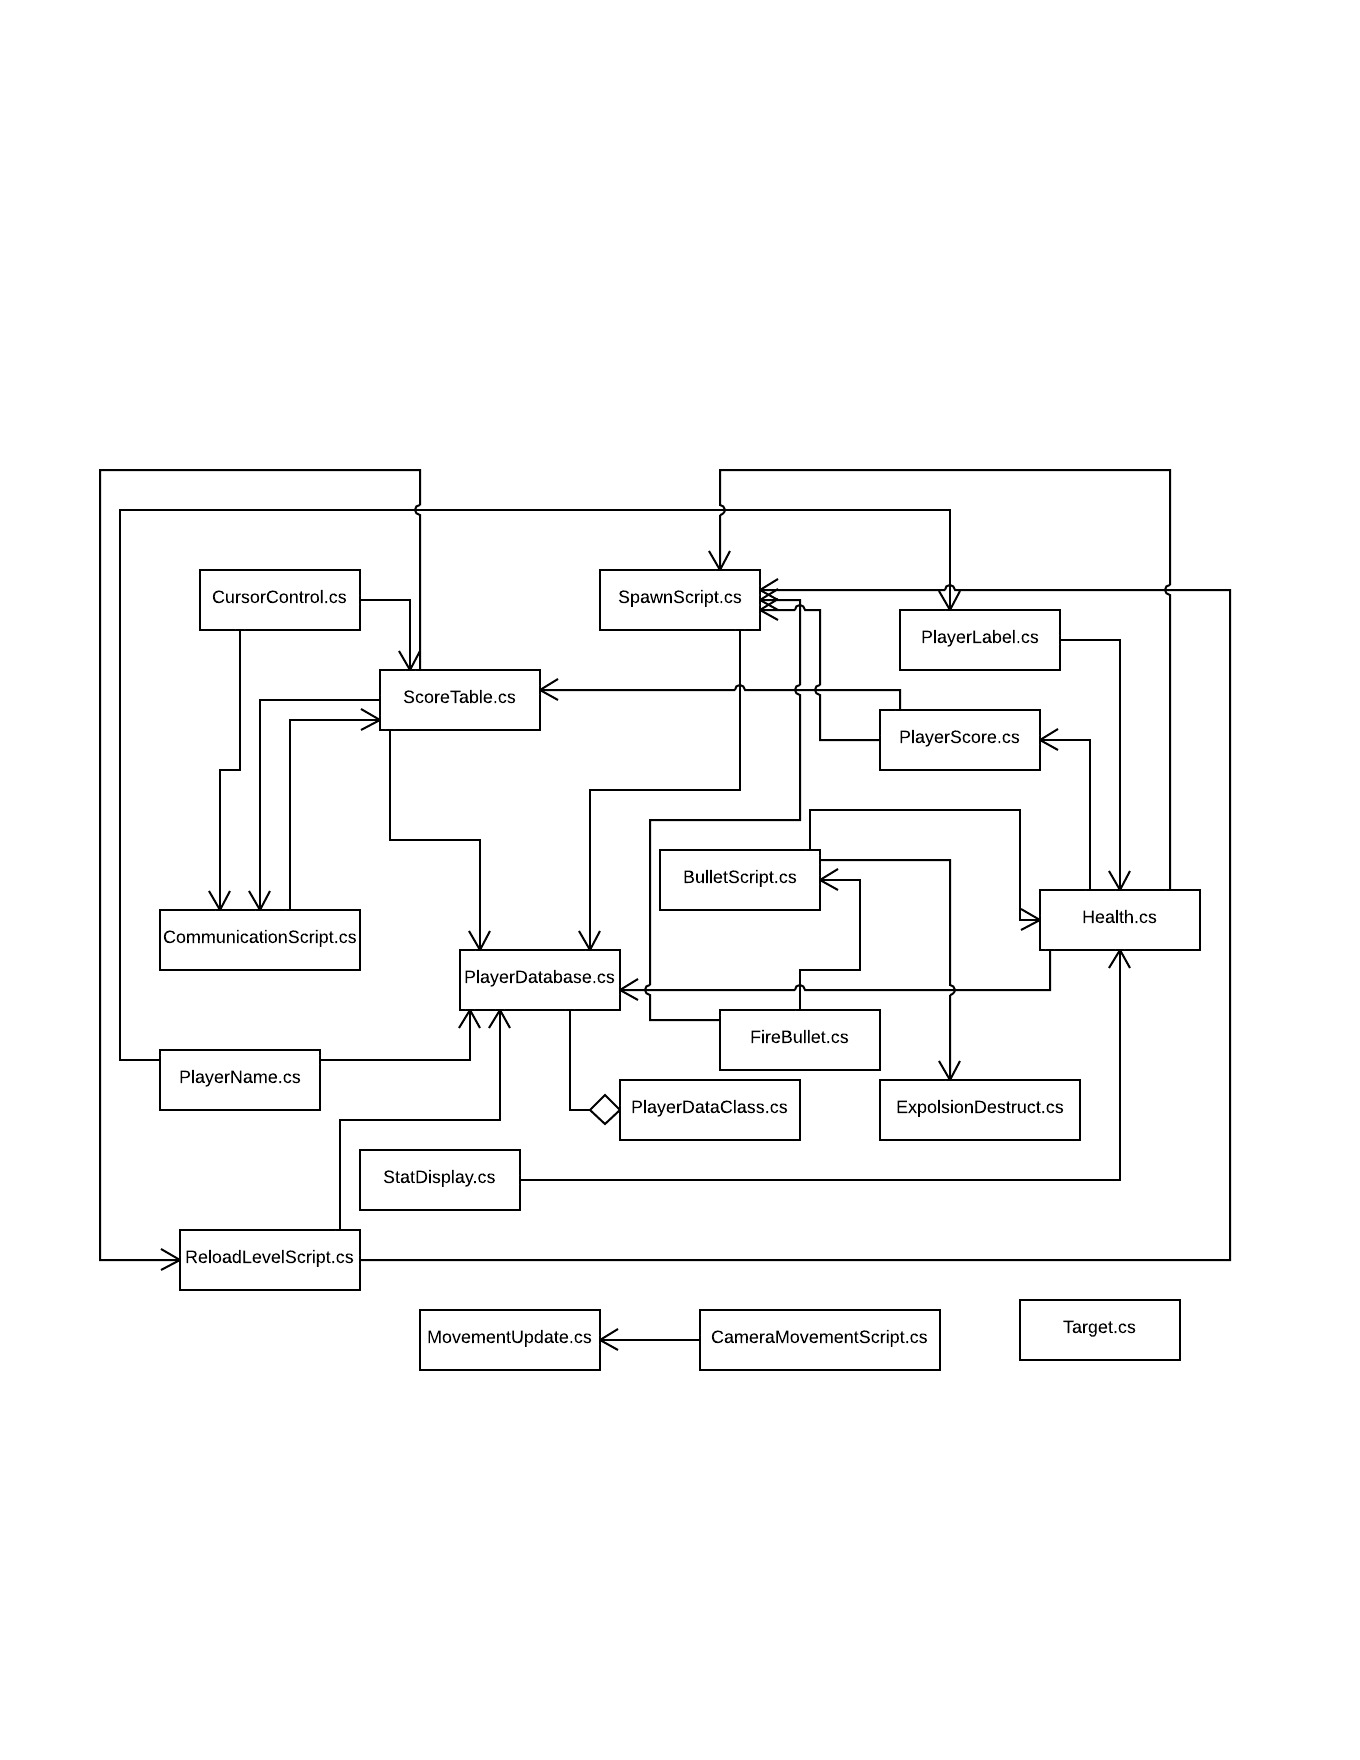 CursorControl.cs
SpawnScript.cs
PlayerLabel.cs
ScoreTable.cs
PlayerScore.cs
BulletScript.cs
Health.cs
CommunicationScript.cs
PlayerDatabase.cs
FireBullet.cs
PlayerName.cs
PlayerDataClass.cs
ExpolsionDestruct.cs
StatDisplay.cs
ReloadLevelScript.cs
MovementUpdate.cs
CameraMovementScript.cs
Target.cs